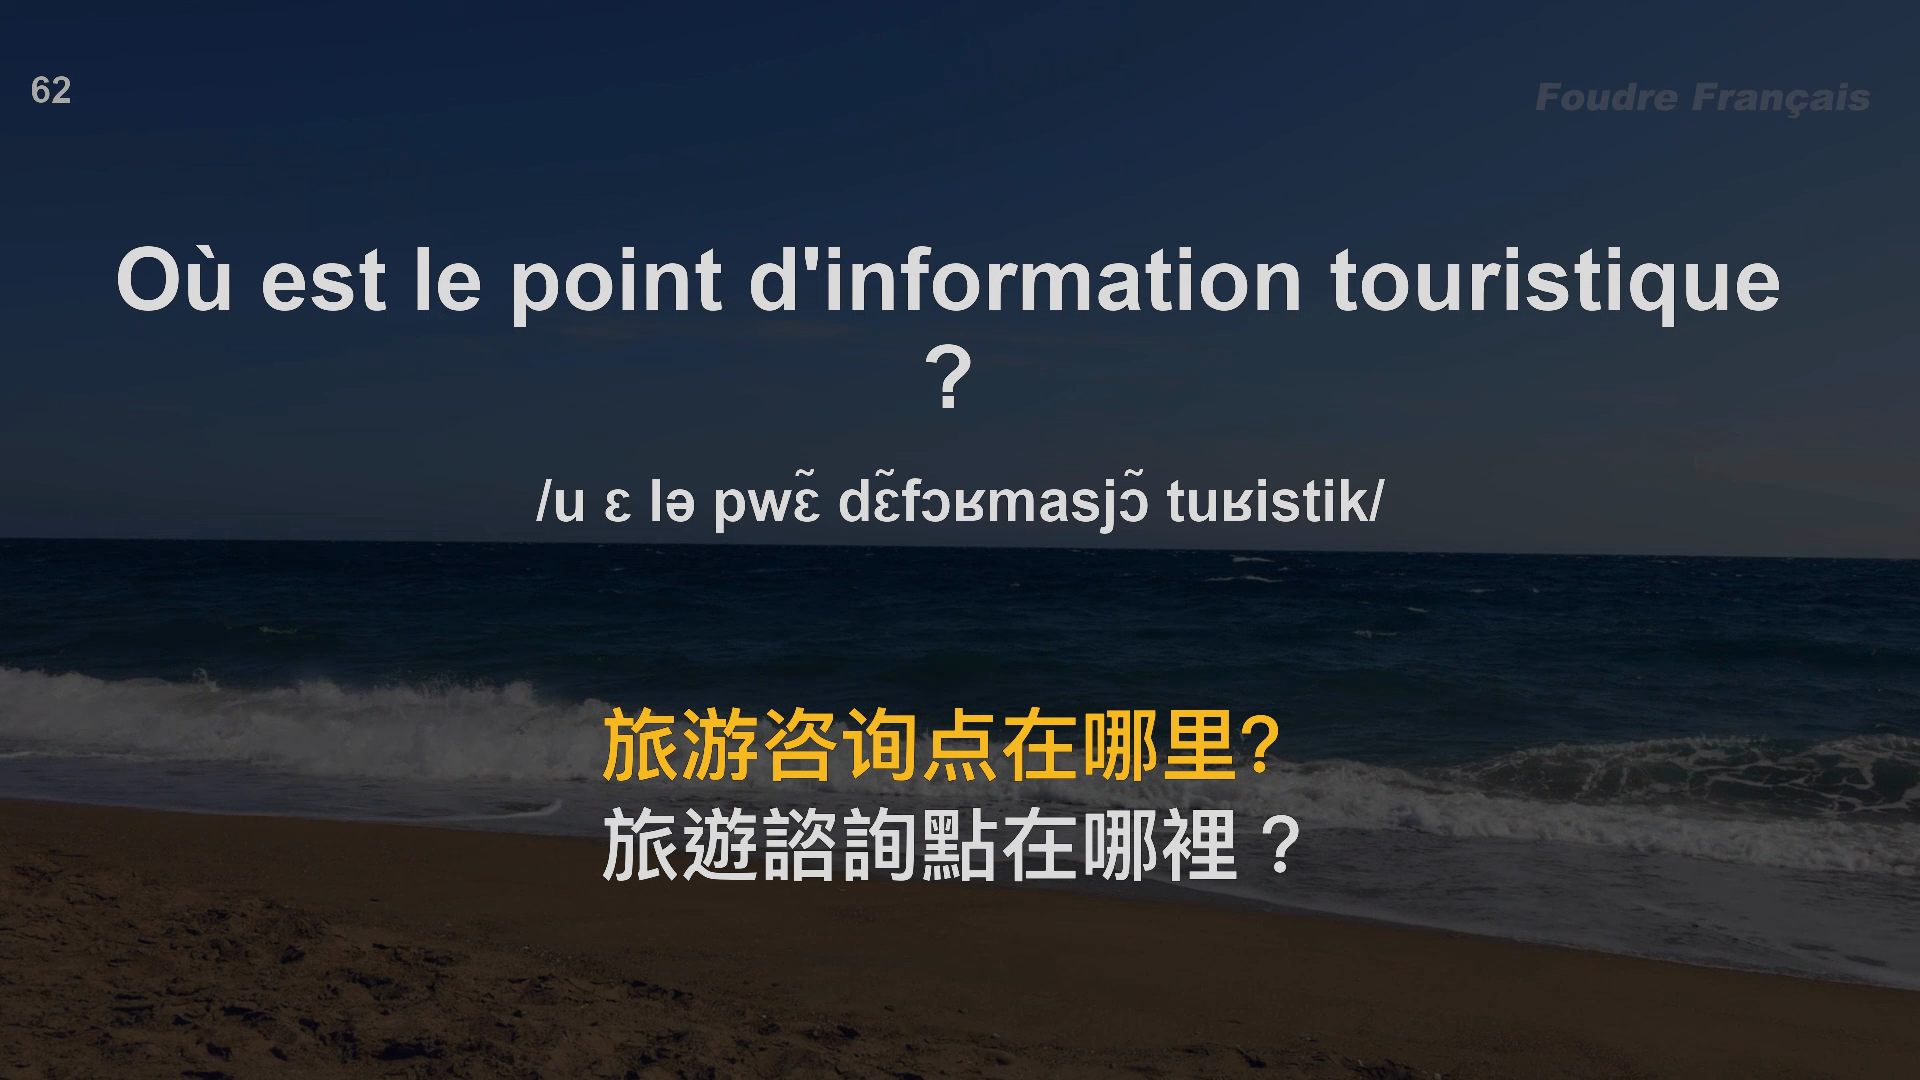 62
Foudre Français
Où est le point d'information touristique
?
/u ɛ lə pwɛ̃ dɛ̃fɔʁmasjɔ̃ tuʁistik/
旅游咨询点在哪里?
旅遊諮詢點在哪裡？